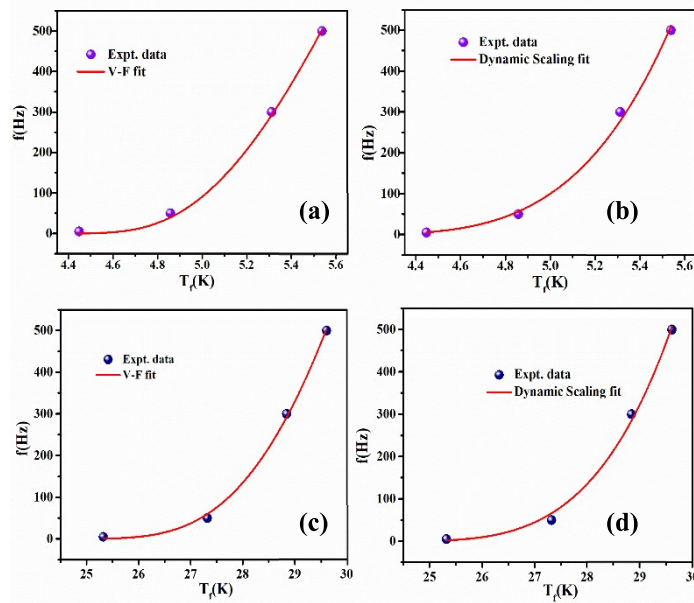 500
400
300
200
100
0
f(Hz)
Expt. data
V-F fit
(a)
4.4 4.6 4.8 5.0 5.2 5.4 5.6
T_f(K)
500
400
300
200
100
0
f(Hz)
Expt. data
Dynamic Scaling fit
(b)
4.4 4.6 4.8 5.0 5.2 5.4 5.6
T_f(K)
500
400
300
200
100
0
f(Hz)
Expt. data
V-F fit
(c)
25 26 27 28 29 30
T_f(K)
500
400
300
200
100
0
f(Hz)
Expt. data
Dynamic Scaling fit
(d)
25 26 27 28 29 30
T_f(K)